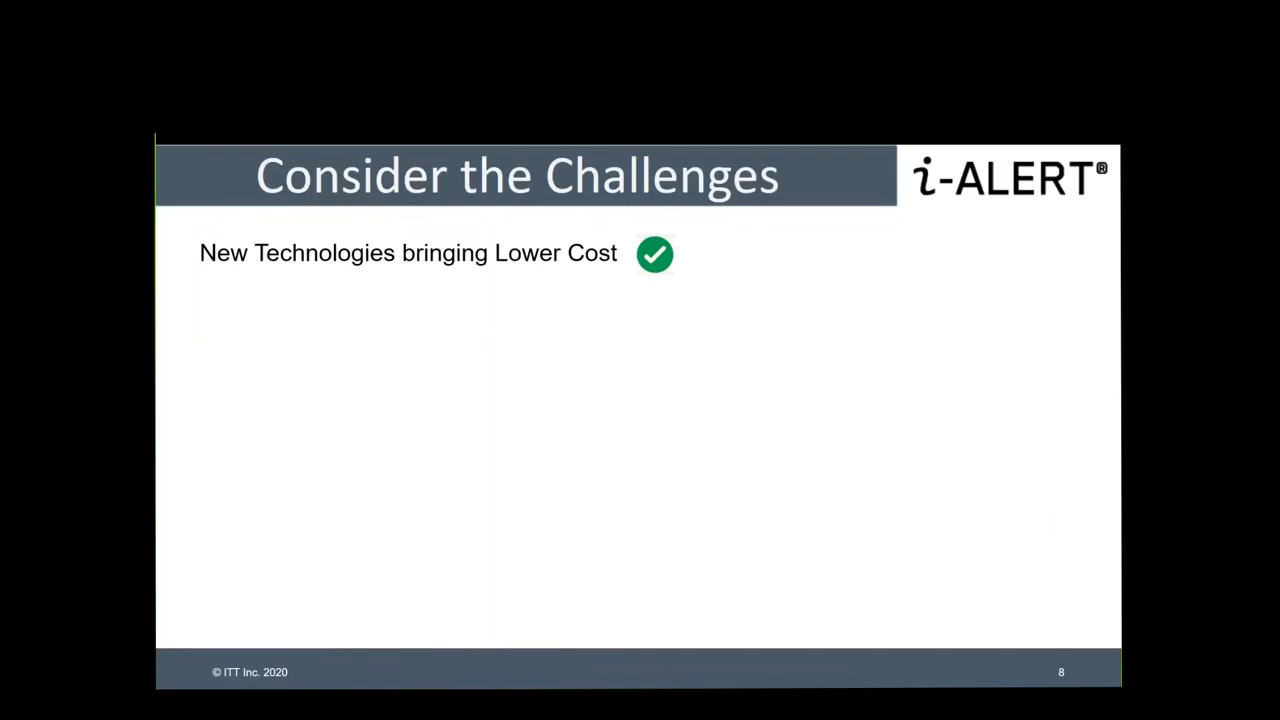 Consider the Challenges
i-ALERT®
New Technologies bringing Lower Cost
© ITT Inc. 2020
8